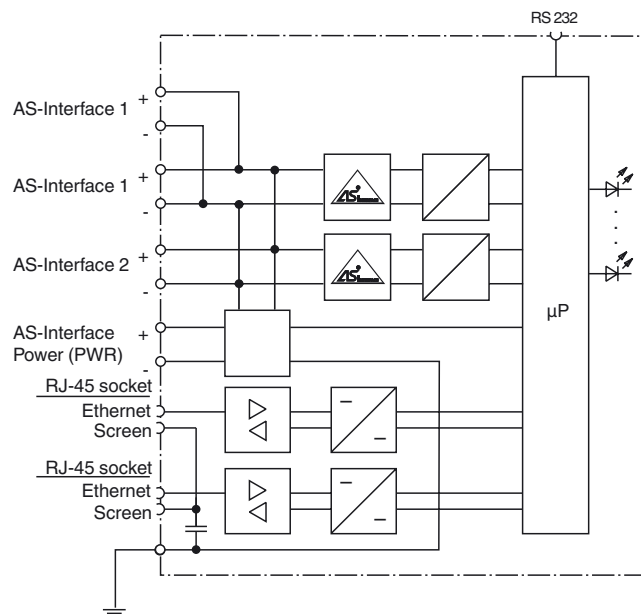 RS 232
AS-Interface 1
+
-
AS-Interface 1
+
-
AS-Interface 2
+
-
AS-Interface
Power (PWR)
+
-
RJ-45 socket
Ethernet
Screen
RJ-45 socket
Ethernet
Screen
µP